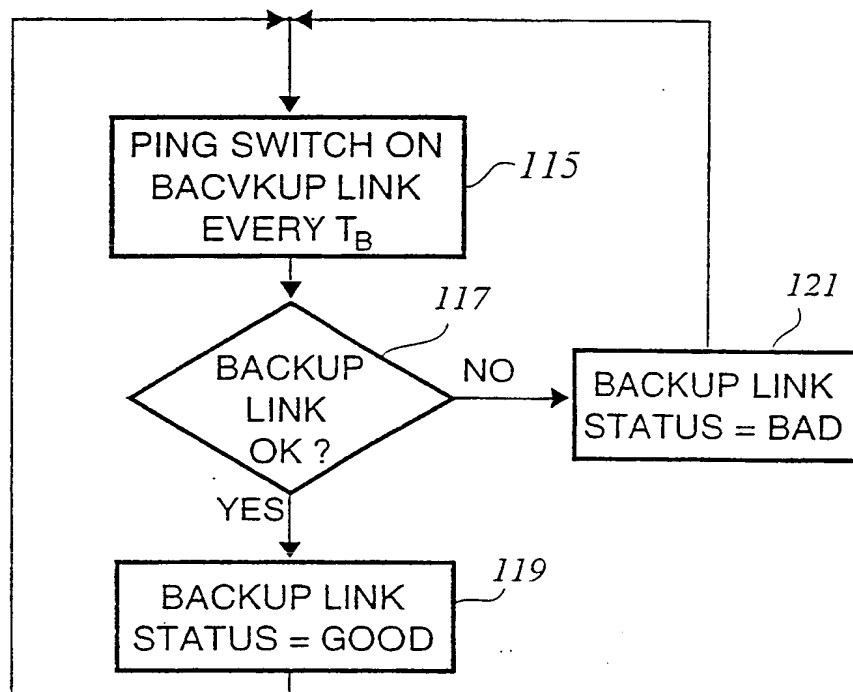 PING SWITCH ON
BACVKUP LINK
EVERY T_B
115
117
121
BACKUP
LINK
OK ?
NO
BACKUP LINK
STATUS = BAD
YES
119
BACKUP LINK
STATUS = GOOD